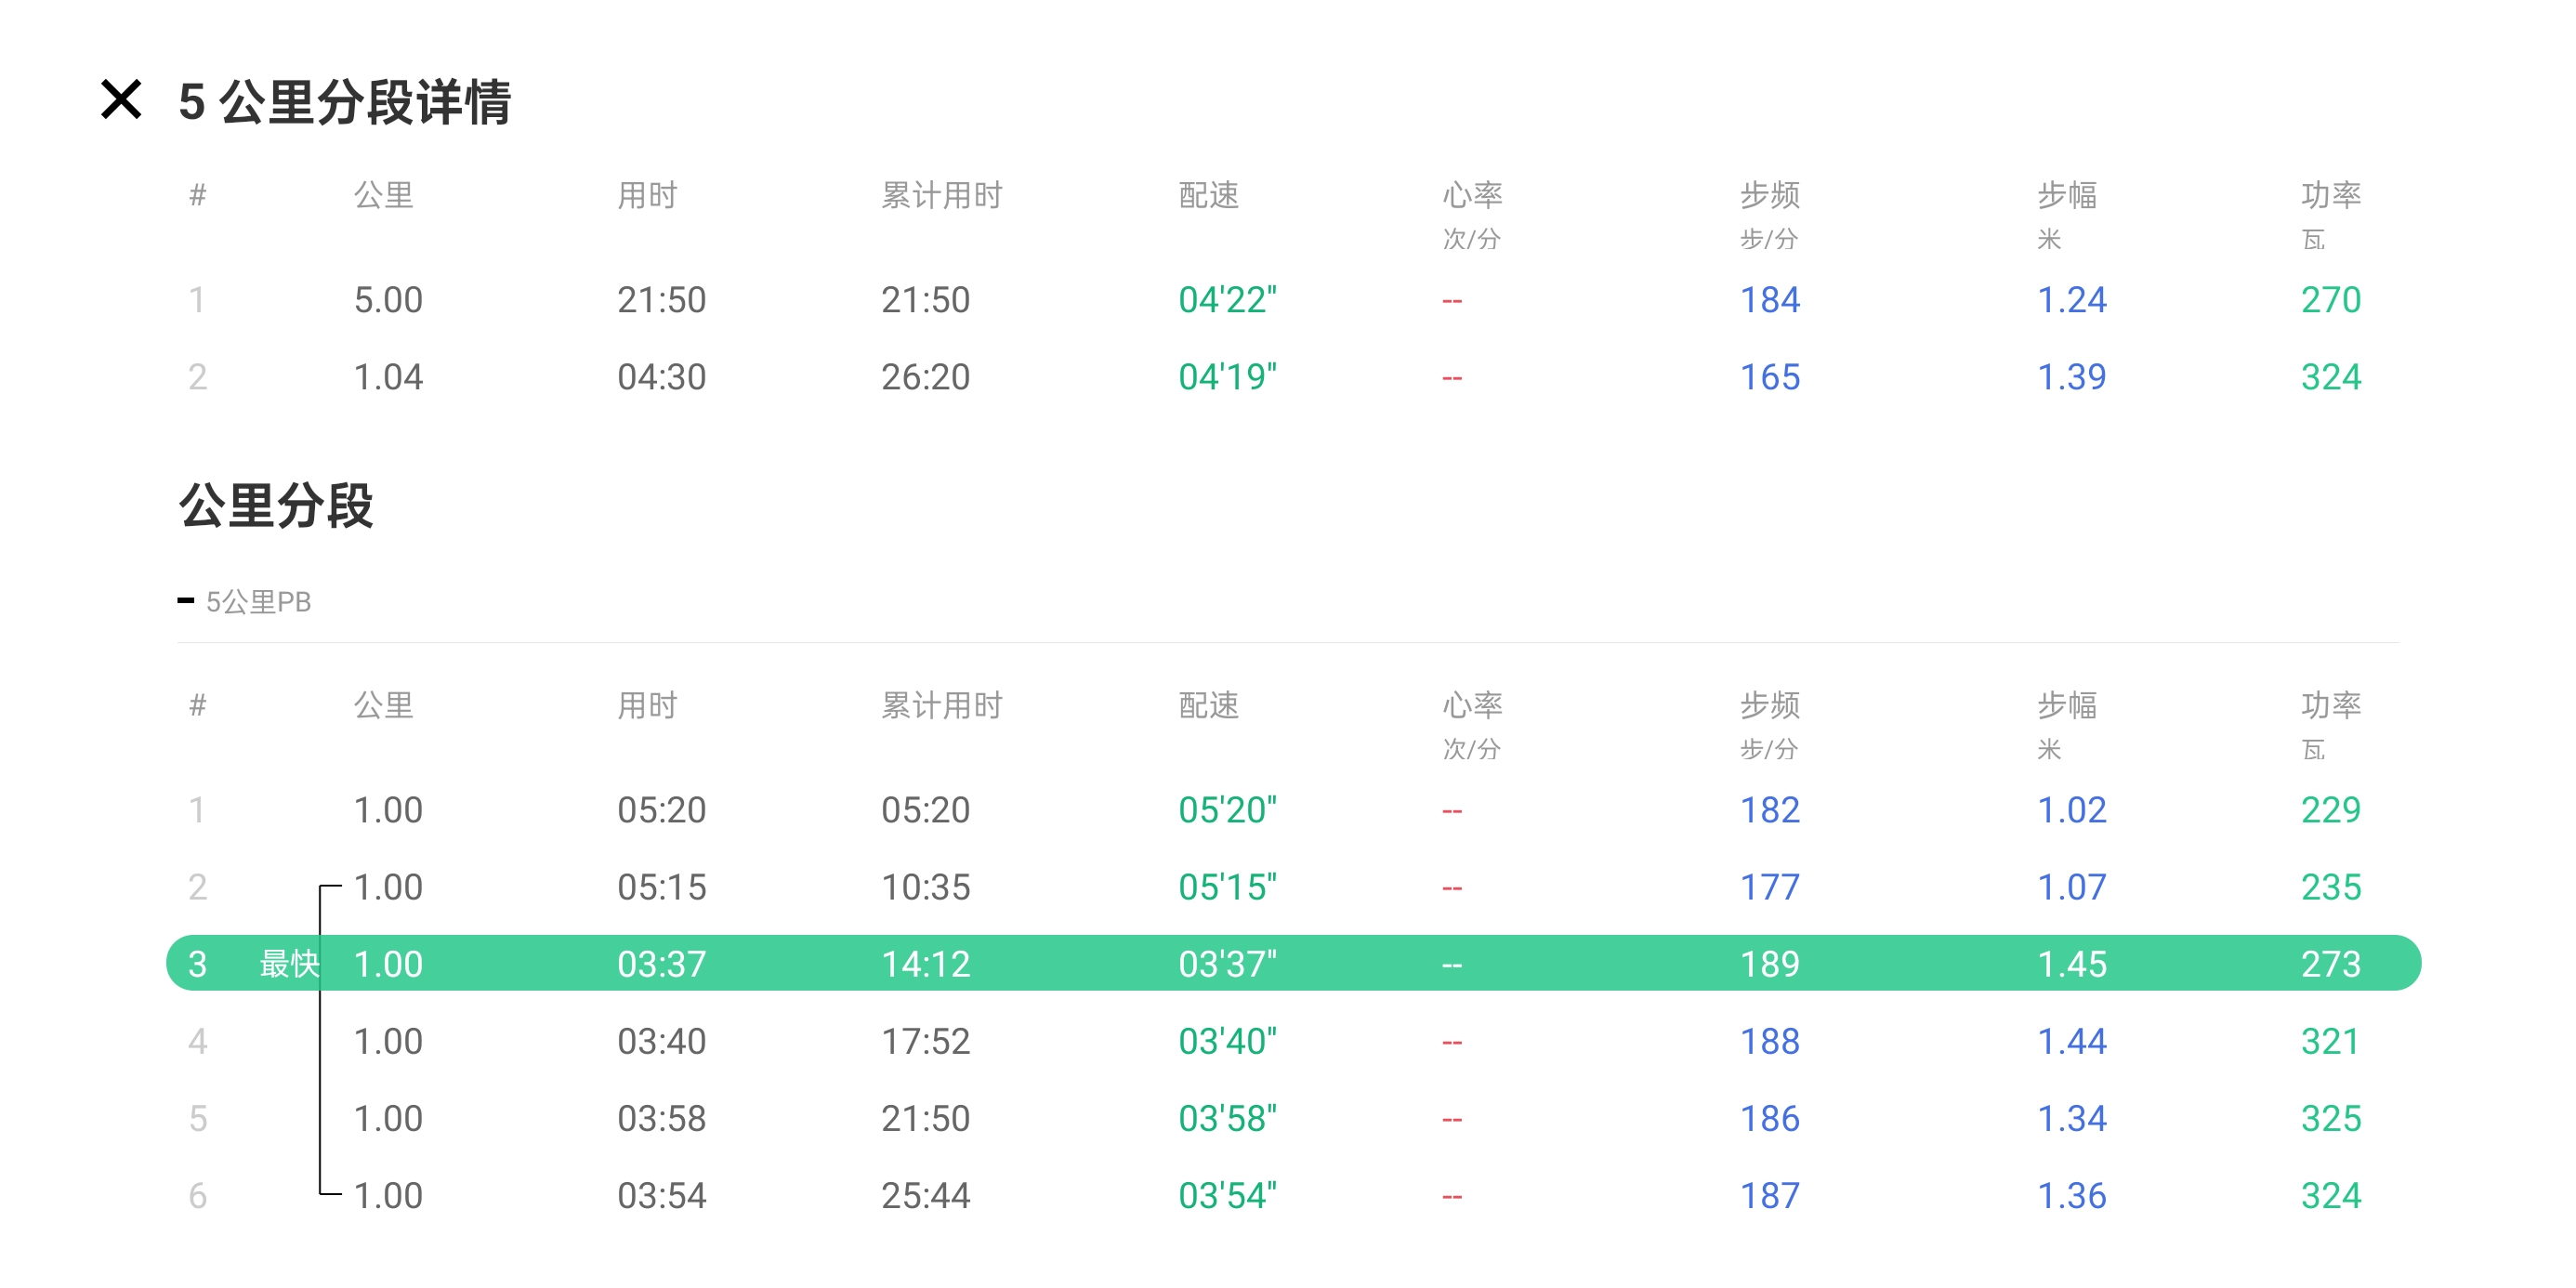 5 公里分段详情
# 公里 用时 累计用时 配速 心率 步频 步幅 功率
次/分 步/分 米 瓦
1 5.00 21:50 21:50 04'22" -- 184 1.24 270
2 1.04 04:30 26:20 04'19" -- 165 1.39 324
公里分段
5公里PB
# 公里 用时 累计用时 配速 心率 步频 步幅 功率
次/分 步/分 米 瓦
1 1.00 05:20 05:20 05'20" -- 182 1.02 229
2 1.00 05:15 10:35 05'15" -- 177 1.07 235
3 最快 1.00 03:37 14:12 03'37" -- 189 1.45 273
4 1.00 03:40 17:52 03'40" -- 188 1.44 321
5 1.00 03:58 21:50 03'58" -- 186 1.34 325
6 1.00 03:54 25:44 03'54" -- 187 1.36 324